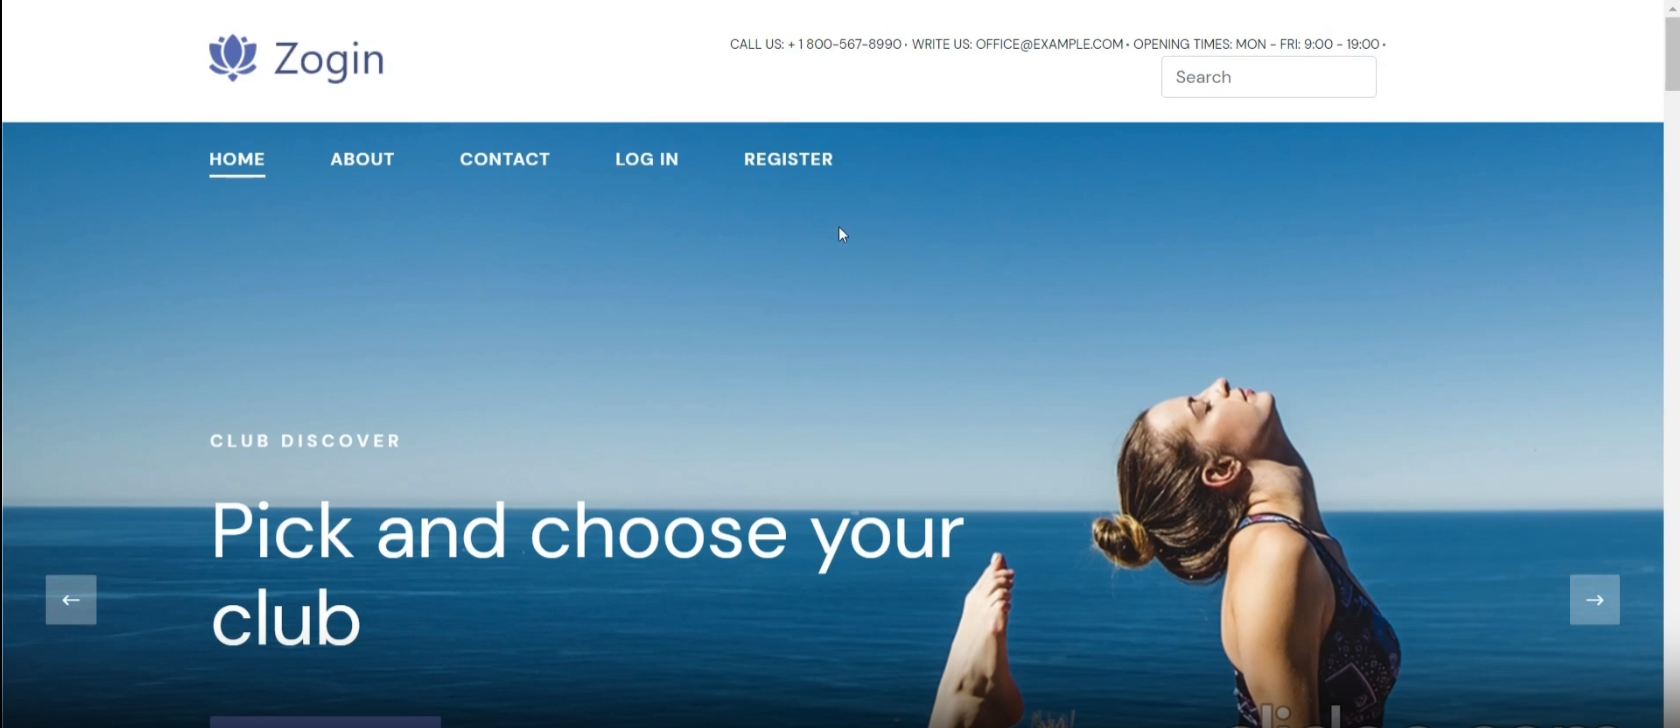 Zogin
CALL US: + 1 800-567-8990 · WRITE US: OFFICE@EXAMPLE.COM · OPENING TIMES: MON - FRI: 9:00 - 19:00 ·
Search
HOME ABOUT CONTACT LOG IN REGISTER
CLUB DISCOVER
Pick and choose your
club